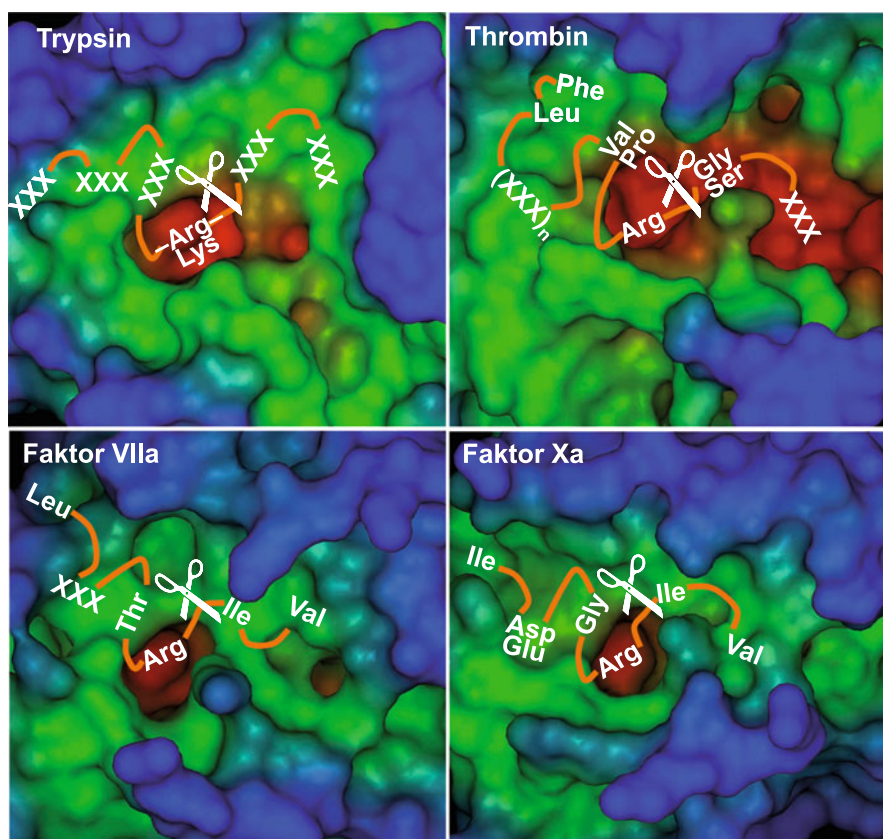 Trypsin
XXX
XXX
XXX
XXX
XXX
–Arg–
Lys
Thrombin
Phe
Leu
(XXX)n
Val
Pro
Arg
Gly
Ser
XXX
Faktor VIIa
Leu
XXX
Thr
Arg
Ile
Val
Faktor Xa
Ile
Asp
Glu
Gly
Arg
Ile
Val